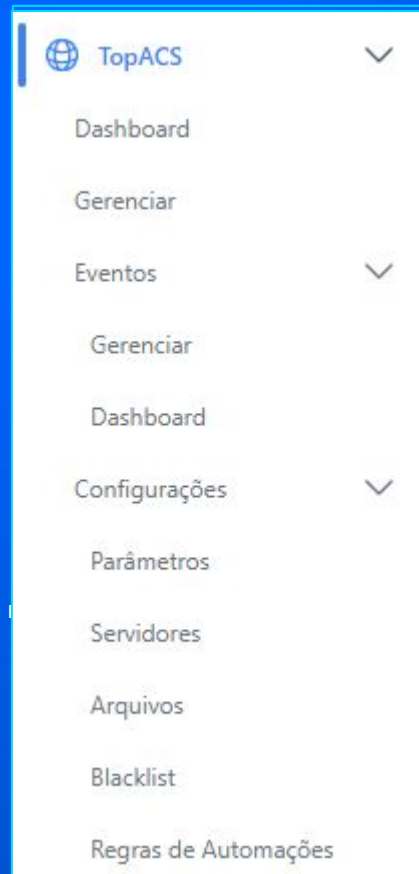 TopACS
Dashboard
Gerenciar
Eventos
Gerenciar
Dashboard
Configurações
Parâmetros
Servidores
Arquivos
Blacklist
Regras de Automações